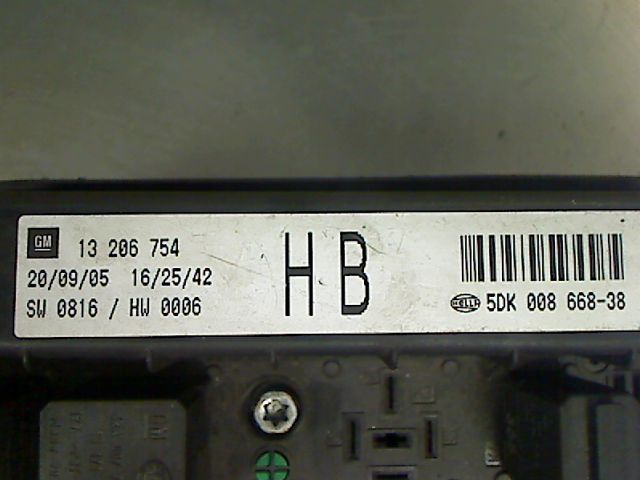 GM 13 206 754
20/09/05 16/25/42
SW 0816 / HW 0006
HB
HELLA 5DK 008 668-38